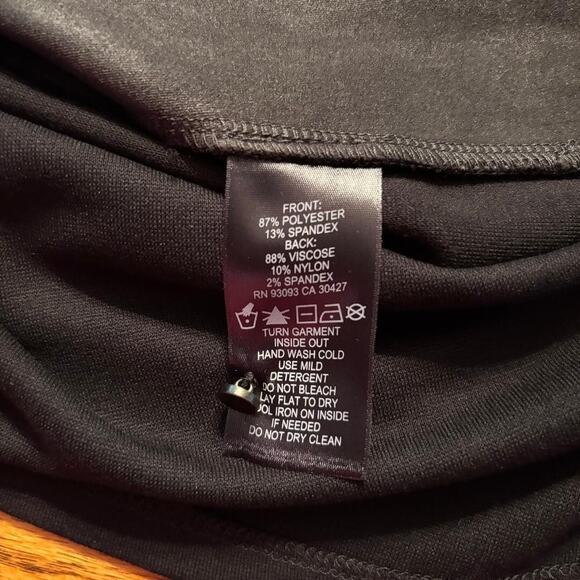 FRONT:
87% POLYESTER
13% SPANDEX
BACK:
88% VISCOSE
10% NYLON
2% SPANDEX
RN 93093 CA 30427
TURN GARMENT
INSIDE OUT
HAND WASH COLD
USE MILD
DETERGENT
DO NOT BLEACH
LAY FLAT TO DRY
OOL IRON ON INSIDE
IF NEEDED
DO NOT DRY CLEAN